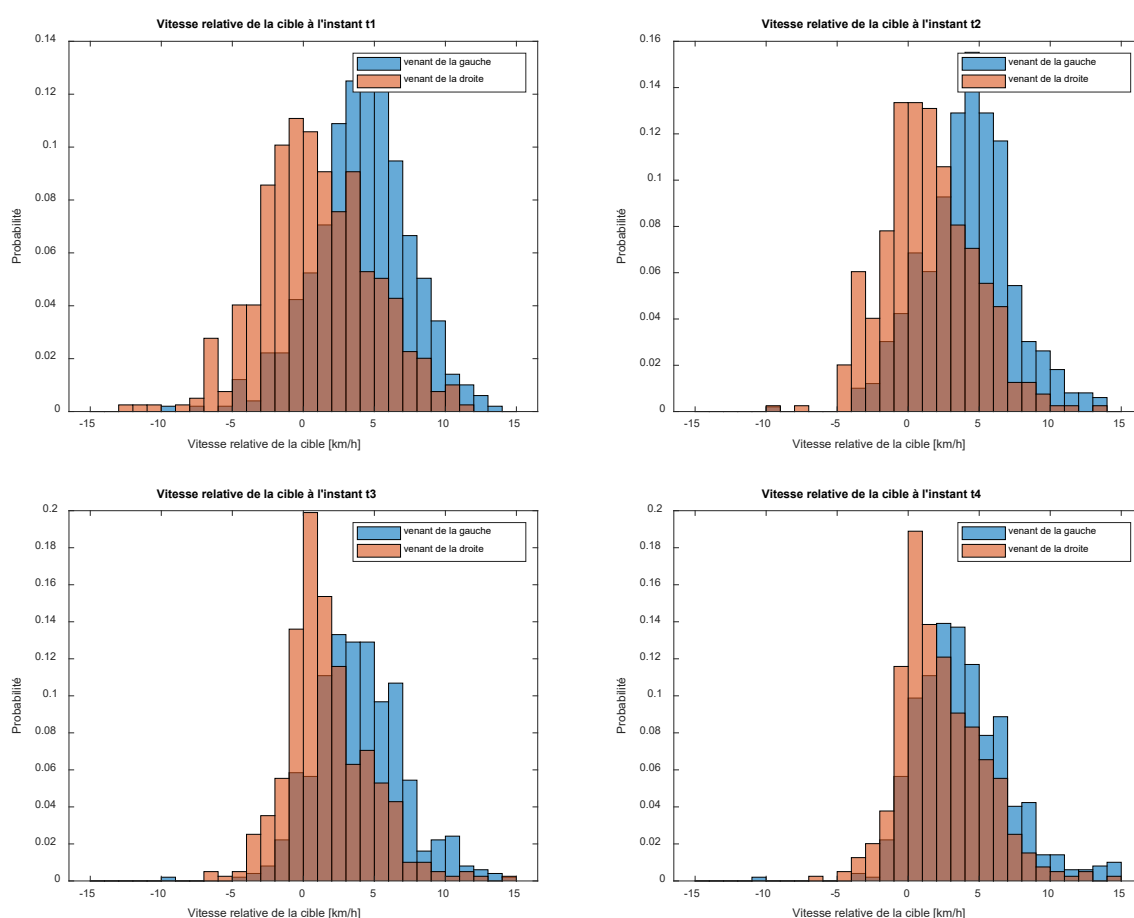 Vitesse relative de la cible à l'instant t1
0.14
0.12
0.1
0.08
0.06
0.04
0.02
0
Probabilité
venant de la gauche
venant de la droite
-15 -10 -5 0 5 10 15
Vitesse relative de la cible [km/h]
Vitesse relative de la cible à l'instant t2
0.16
0.14
0.12
0.1
0.08
0.06
0.04
0.02
0
Probabilité
venant de la gauche
venant de la droite
-15 -10 -5 0 5 10 15
Vitesse relative de la cible [km/h]
Vitesse relative de la cible à l'instant t3
0.2
0.18
0.16
0.14
0.12
0.1
0.08
0.06
0.04
0.02
0
Probabilité
venant de la gauche
venant de la droite
-15 -10 -5 0 5 10 15
Vitesse relative de la cible [km/h]
Vitesse relative de la cible à l'instant t4
0.2
0.18
0.16
0.14
0.12
0.1
0.08
0.06
0.04
0.02
0
Probabilité
venant de la gauche
venant de la droite
-15 -10 -5 0 5 10 15
Vitesse relative de la cible [km/h]